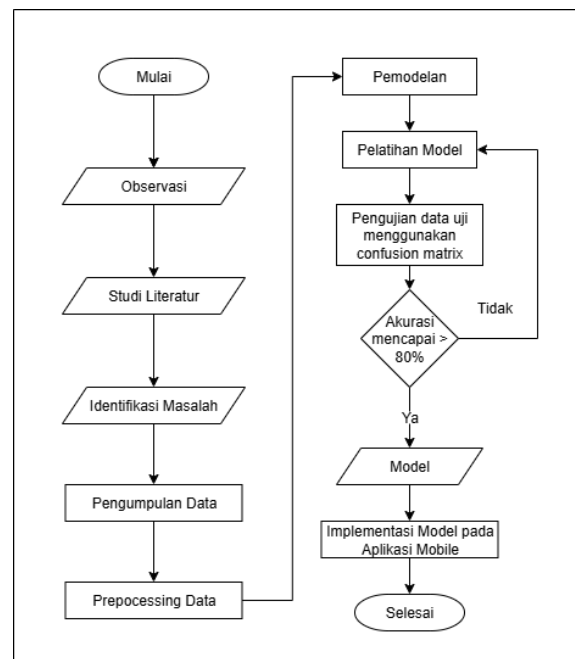 Mulai
Observasi
Studi Literatur
Identifikasi Masalah
Pengumpulan Data
Prepocessing Data
Pemodelan
Pelatihan Model
Pengujian data uji
menggunakan
confusion matrix
Akurasi
mencapai >
80%
Tidak
Ya
Model
Implementasi Model pada
Aplikasi Mobile
Selesai